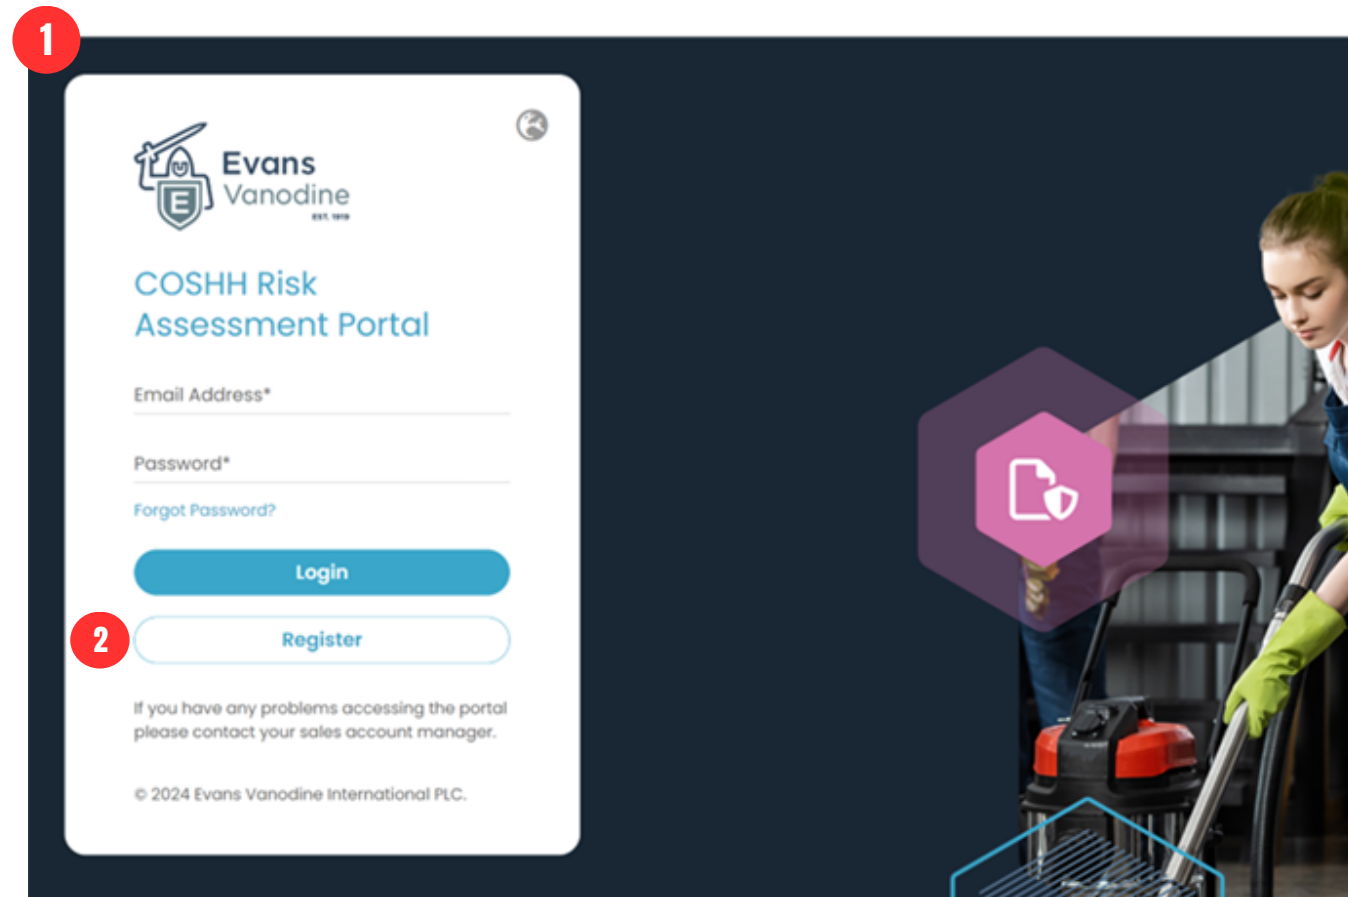 1
E
Evans
Vanodine
EST. 1919
COSHH Risk
Assessment Portal
Email Address*
Password*
Forgot Password?
Login
2
Register
If you have any problems accessing the portal
please contact your sales account manager.
© 2024 Evans Vanodine International PLC.